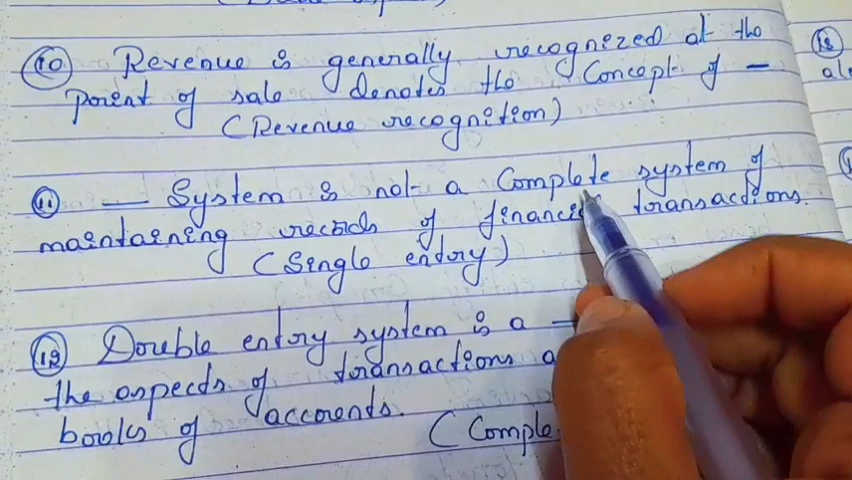 (10) Revenue is generally recognized at the
Point of sale denotes the Concept of —
(Revenue recognition)
(11) — System is not a Complete system of
maintaining records of financial transactions.
(Single entry)
(12) Double entry system is a —
the aspects of transactions a
books of accounts.
(Comple